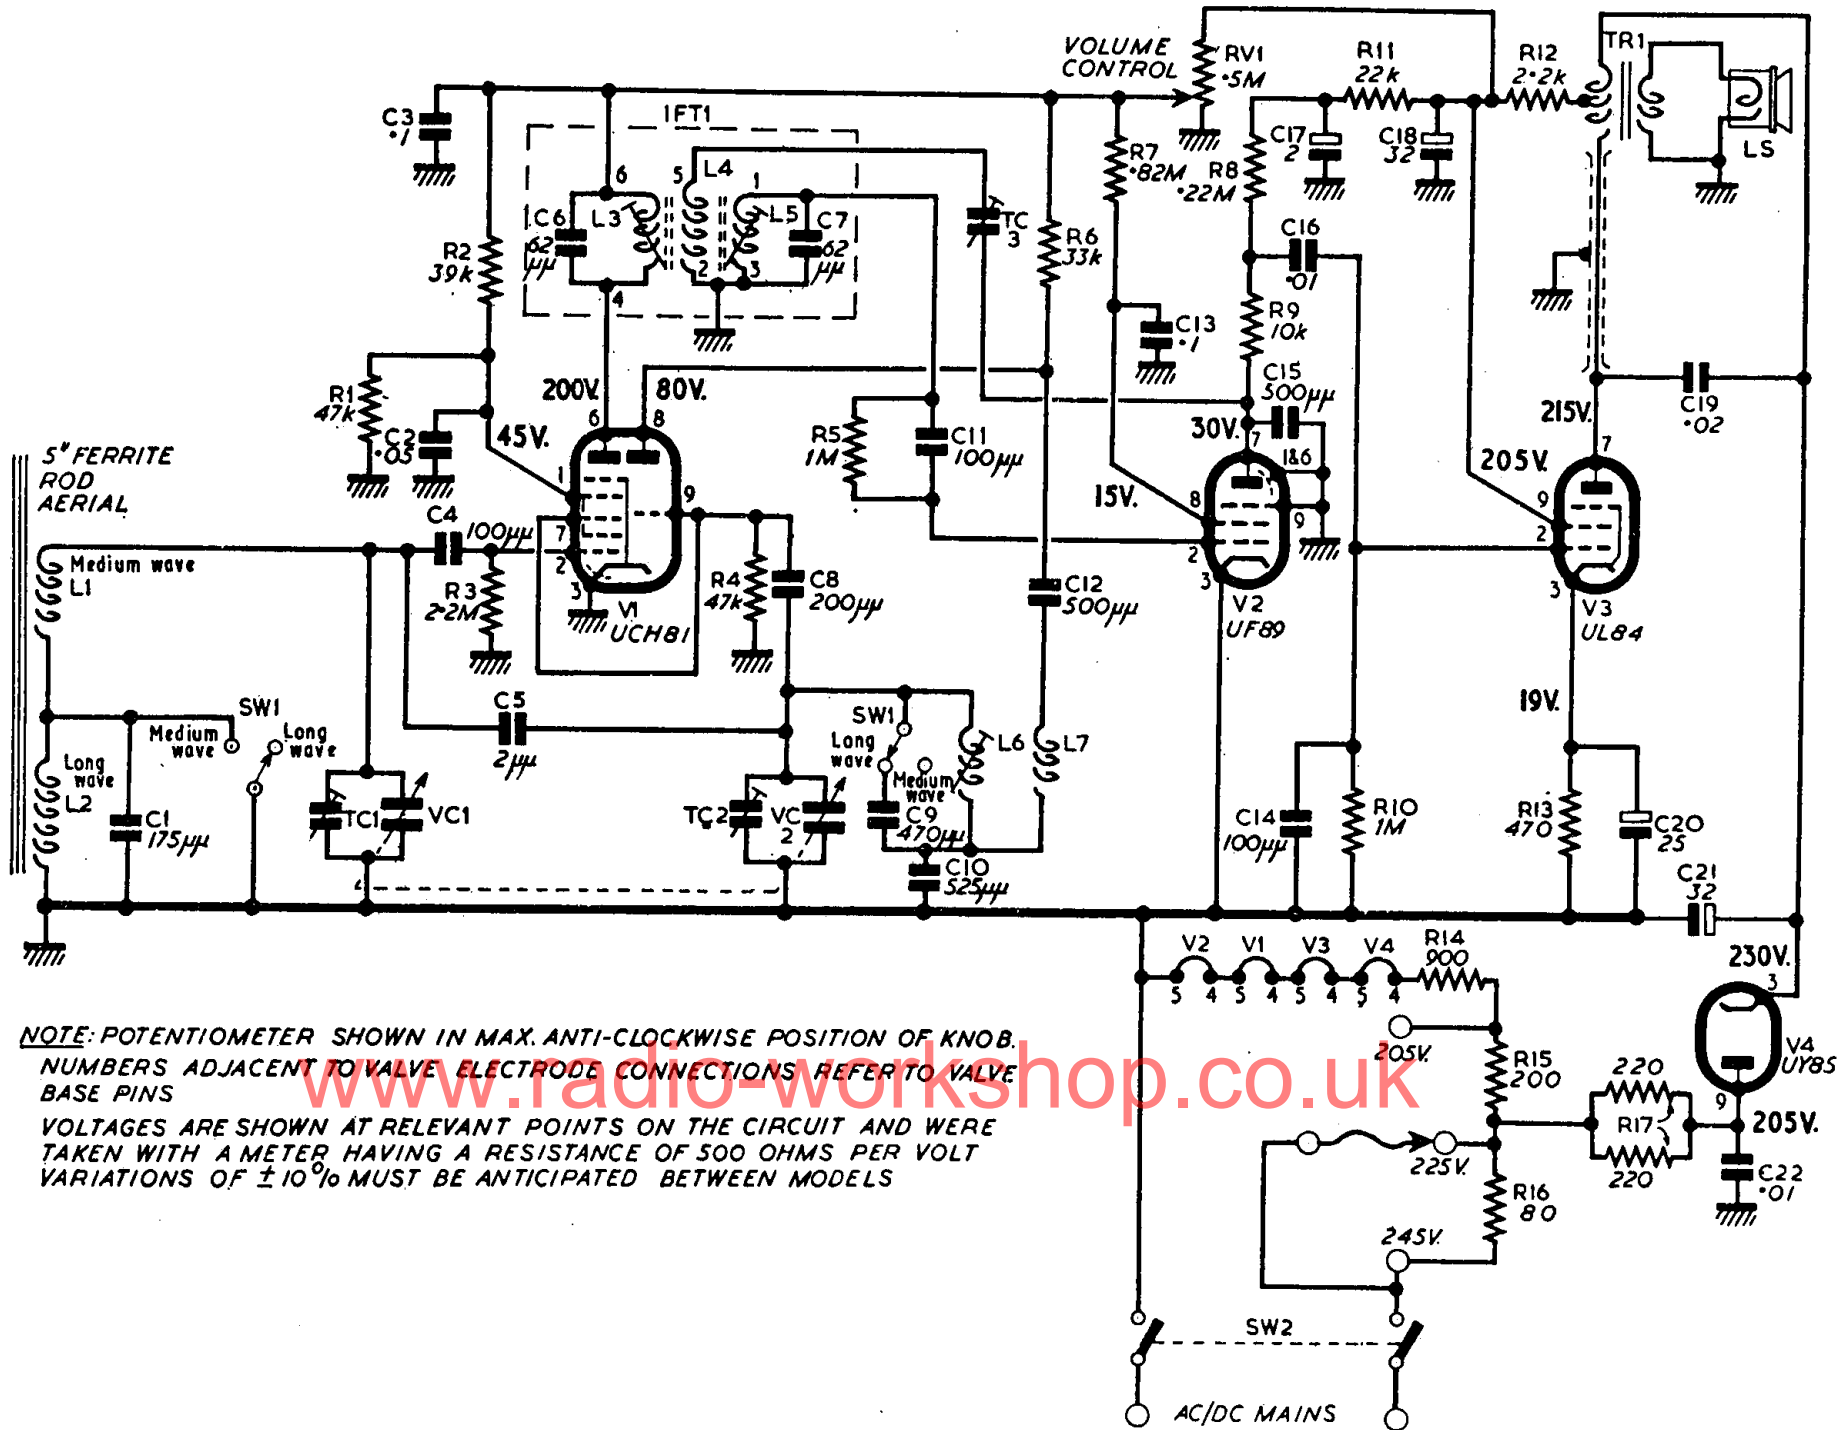 VOLUME
CONTROL
RV1
·5M
R11
22k
R12
2·2k
TR1
LS
C3
·1
IFT1
C17
2
C18
32
R7
·82M
R8
·22M
6
5
L4
1
L3
L5
C6
62
μμ
C7
62
μμ
2
3
4
TC
3
R6
33k
C16
·01
R2
39k
R9
10k
C13
·1
R1
47k
C2
·05
200V.
80V.
6
8
45V.
C15
500μμ
215V.
C19
·02
R5
1M
C11
100μμ
30V.
7
1&6
7
205V.
5" FERRITE
ROD
AERIAL
1
9
15V.
8
9
9
C4
100μμ
7
2
2
2
Medium wave
L1
R3
2·2M
3
V1
UCH81
R4
47k
C8
200μμ
C12
500μμ
3
V2
UF89
3
V3
UL84
SW1
Medium
wave
Long
wave
C5
2μμ
SW1
Long
wave
Medium
wave
L6
L7
19V.
Long
wave
L2
C1
175μμ
TC1
VC1
TC2
VC
2
C9
470μμ
C10
525μμ
C14
100μμ
R10
1M
R13
470
C20
25
C21
32
V2
V1
V3
V4
R14
900
5
4
5
4
5
4
5
4
230V.
3
V4
UY85
9
205V.
205V.
R15
200
220
R17
220
225V.
R16
80
C22
·01
245V.
SW2
AC/DC MAINS
NOTE: POTENTIOMETER SHOWN IN MAX. ANTI-CLOCKWISE POSITION OF KNOB.
NUMBERS ADJACENT TO VALVE ELECTRODE CONNECTIONS REFER TO VALVE
BASE PINS
VOLTAGES ARE SHOWN AT RELEVANT POINTS ON THE CIRCUIT AND WERE
TAKEN WITH A METER HAVING A RESISTANCE OF 500 OHMS PER VOLT
VARIATIONS OF ±10% MUST BE ANTICIPATED BETWEEN MODELS
www.radio-workshop.co.uk